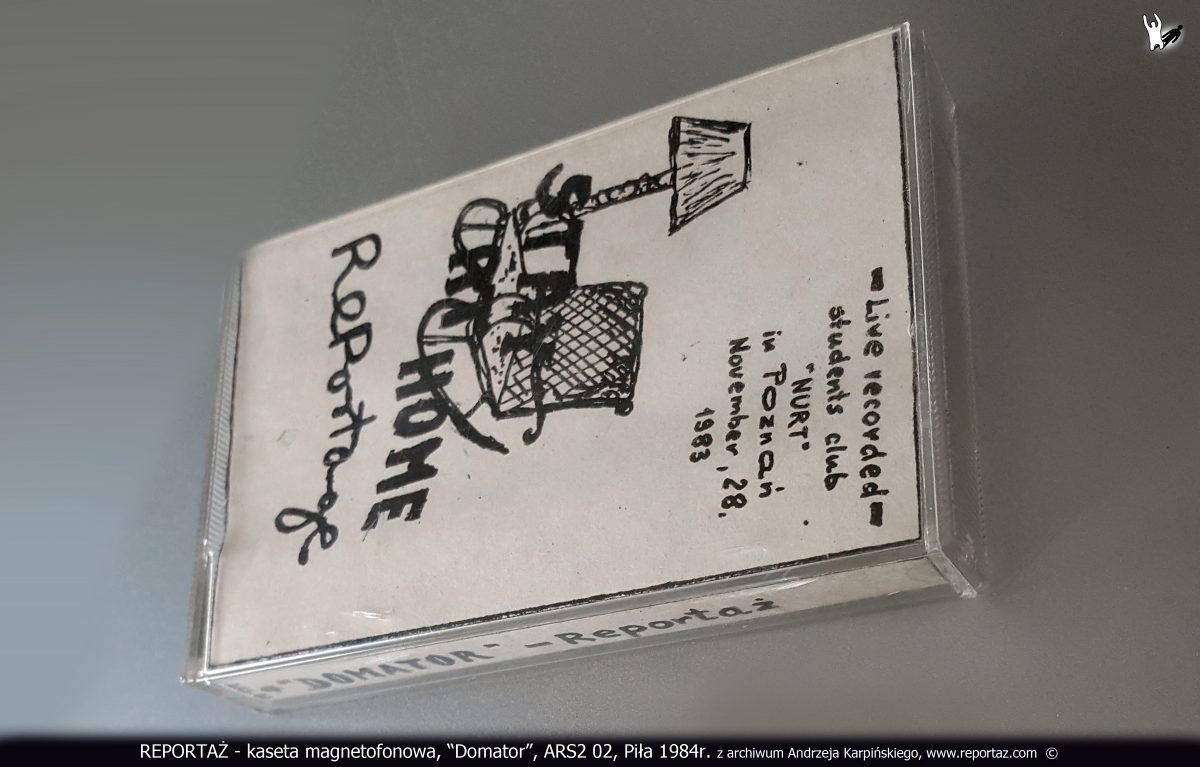 -Live recorded-
students club
"NURT"
in Poznań
November, 28,
1983
STAY
HOME
RePortage
"DOMATOR" - Reportaż
REPORTAŻ - kaseta magnetofonowa, "Domator", ARS2 02, Piła 1984r. z archiwum Andrzeja Karpińskiego, www.reportaz.com ©